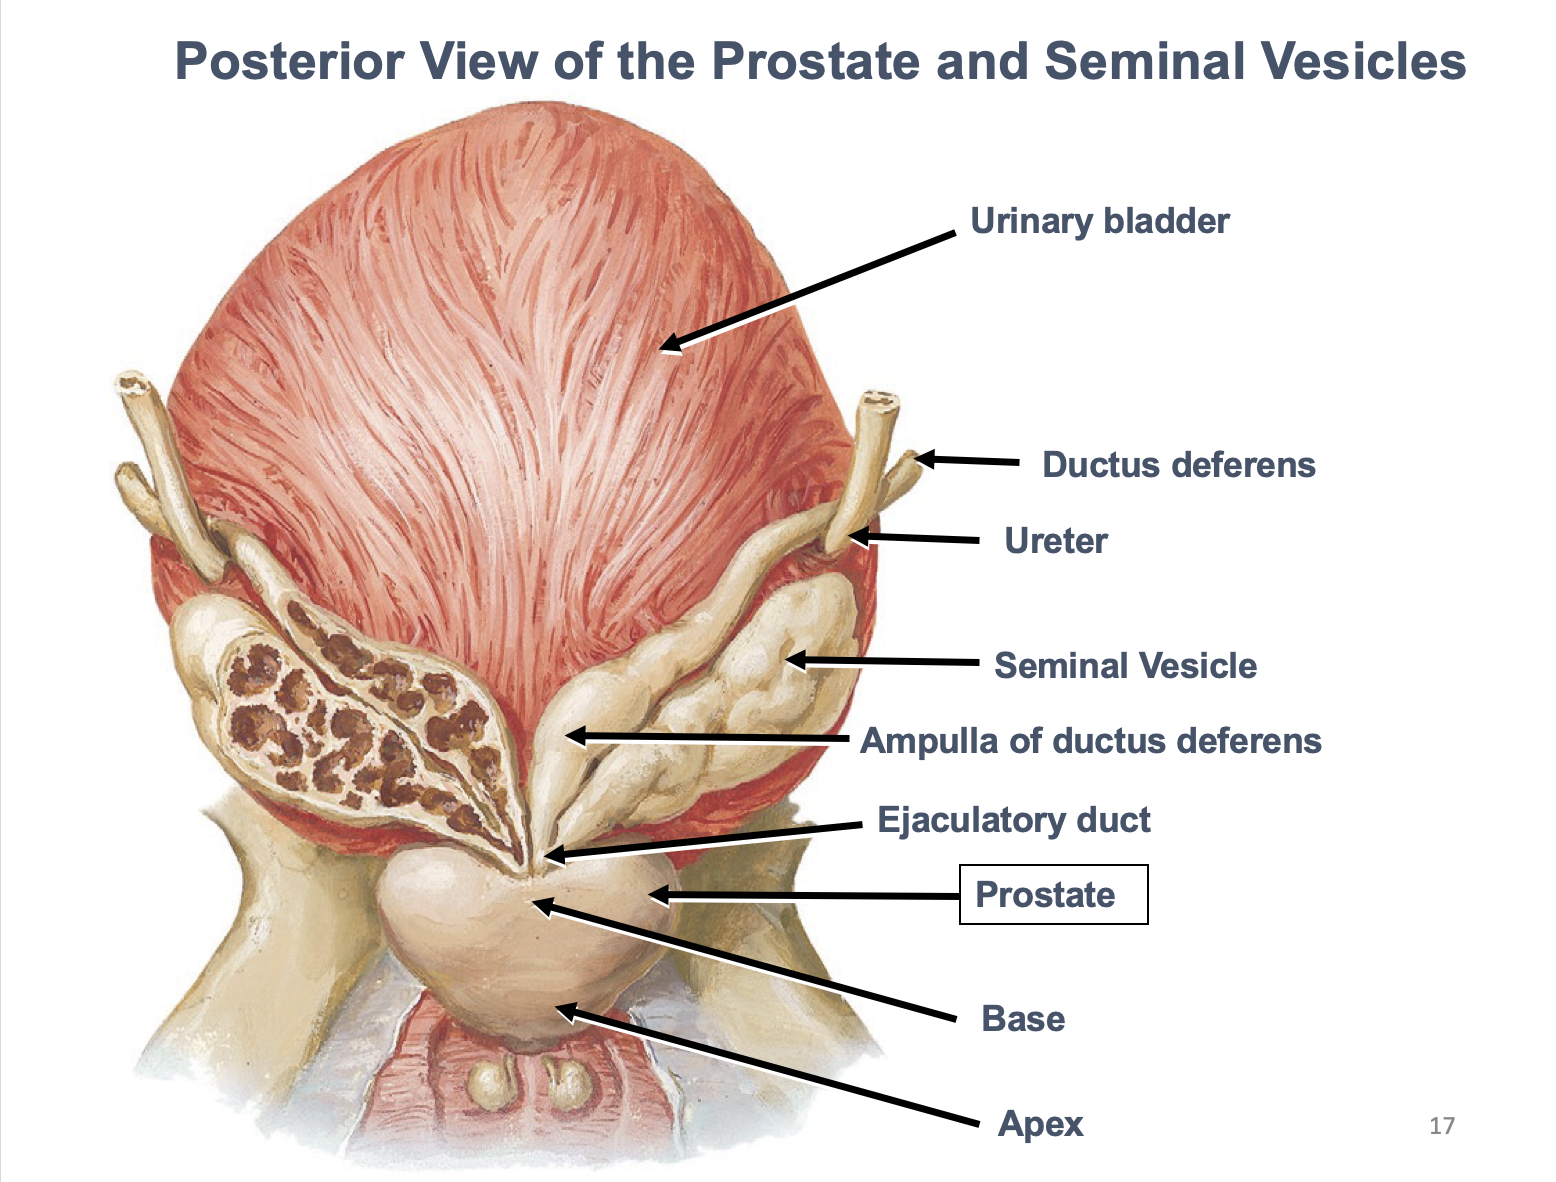 Posterior View of the Prostate and Seminal Vesicles
Urinary bladder
Ductus deferens
Ureter
Seminal Vesicle
Ampulla of ductus deferens
Ejaculatory duct
Prostate
Base
Apex
17